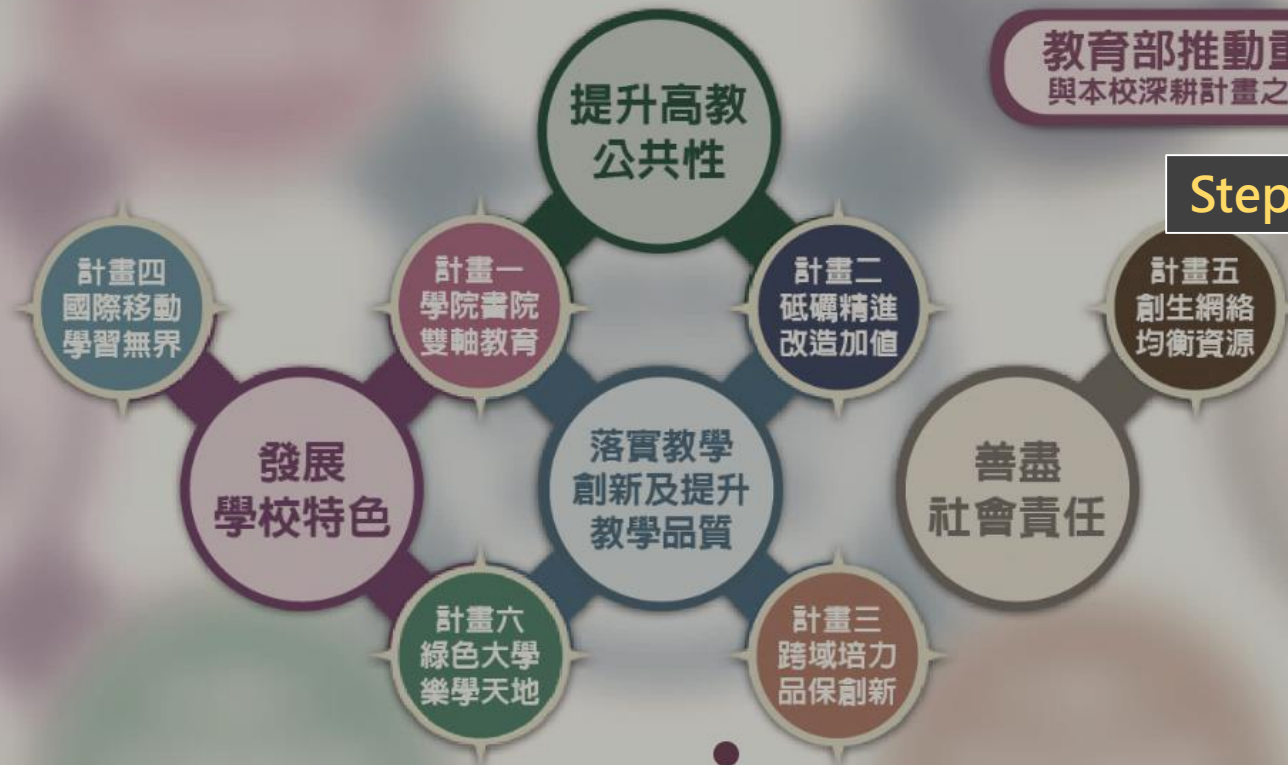 提升高教
公共性
教育部推動
與本校深耕計畫之
Step
計畫四
國際移動
學習無界
計畫一
學院書院
雙軸教育
計畫二
砥礪精進
改造加值
計畫五
創生網絡
均衡資源
發展
學校特色
落實教學
創新及提升
教學品質
善盡
社會責任
計畫六
綠色大學
樂學天地
計畫三
跨域培力
品保創新